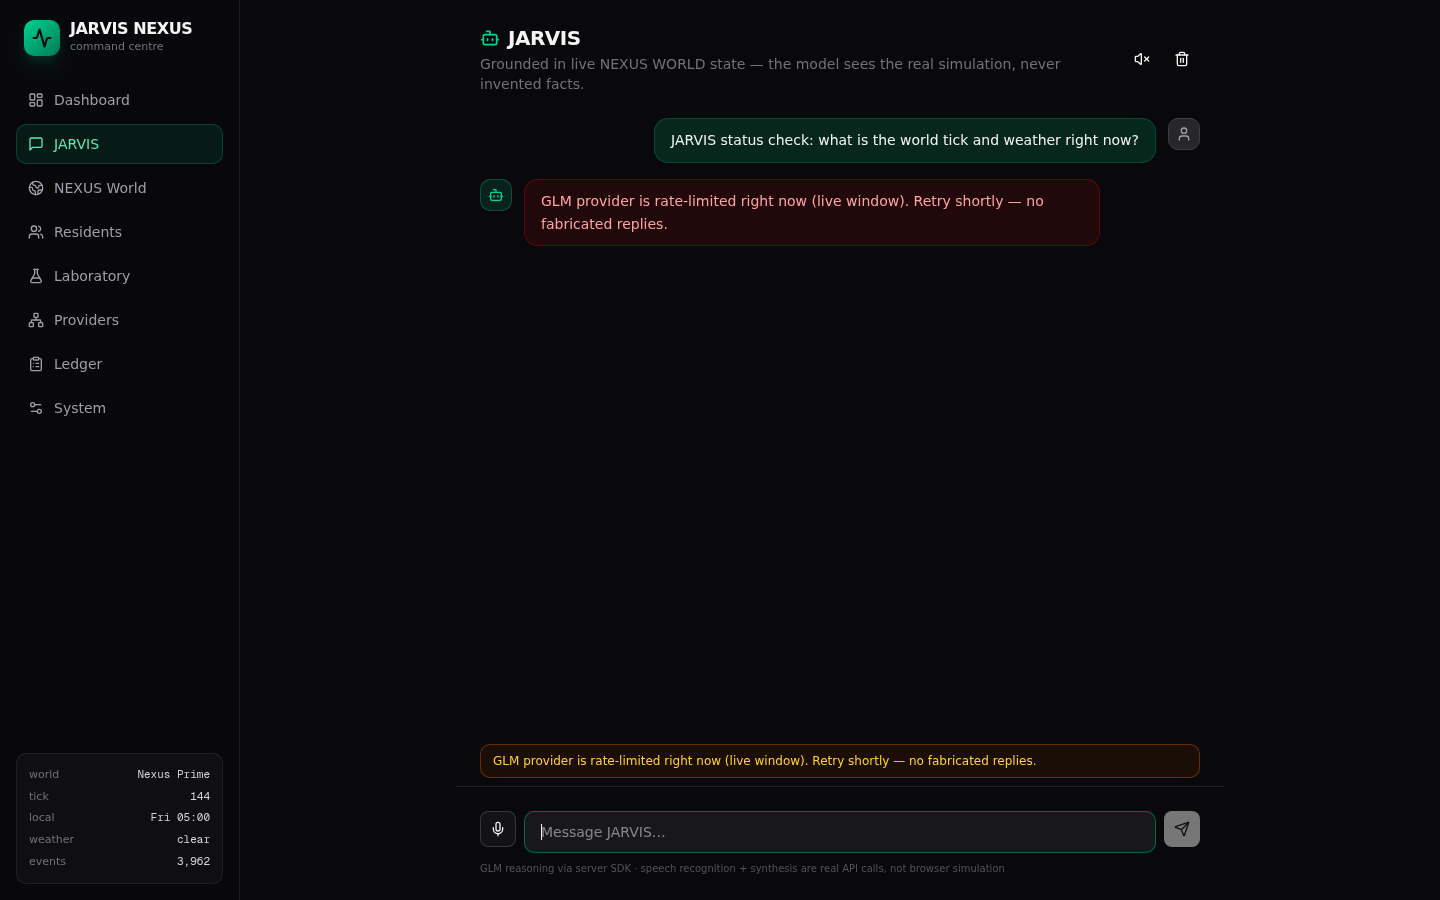 JARVIS NEXUS
command centre
Dashboard
JARVIS
NEXUS World
Residents
Laboratory
Providers
Ledger
System
world Nexus Prime
tick 144
local Fri 05:00
weather clear
events 3,962
JARVIS
Grounded in live NEXUS WORLD state — the model sees the real simulation, never
invented facts.
JARVIS status check: what is the world tick and weather right now?
GLM provider is rate-limited right now (live window). Retry shortly — no
fabricated replies.
GLM provider is rate-limited right now (live window). Retry shortly — no fabricated replies.
Message JARVIS...
GLM reasoning via server SDK · speech recognition + synthesis are real API calls, not browser simulation